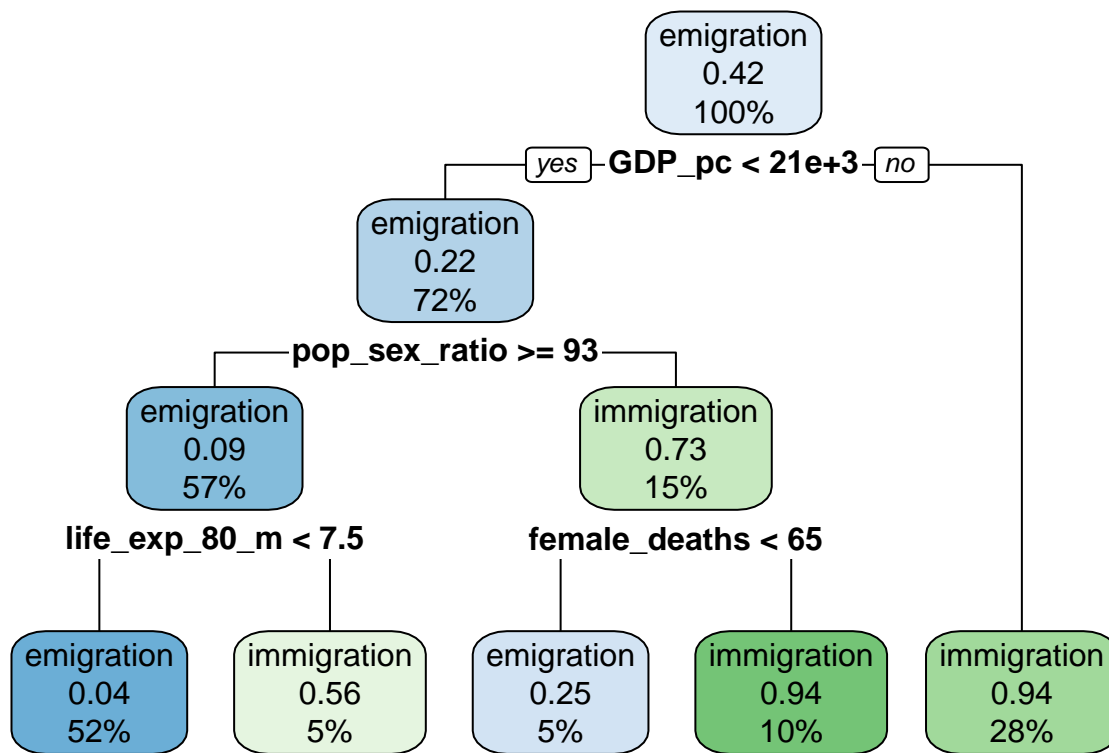 emigration
0.42
100%
yes GDP_pc < 21e+3 no
emigration
0.22
72%
pop_sex_ratio >= 93
emigration
0.09
57%
immigration
0.73
15%
life_exp_80_m < 7.5
female_deaths < 65
emigration
0.04
52%
immigration
0.56
5%
emigration
0.25
5%
immigration
0.94
10%
immigration
0.94
28%